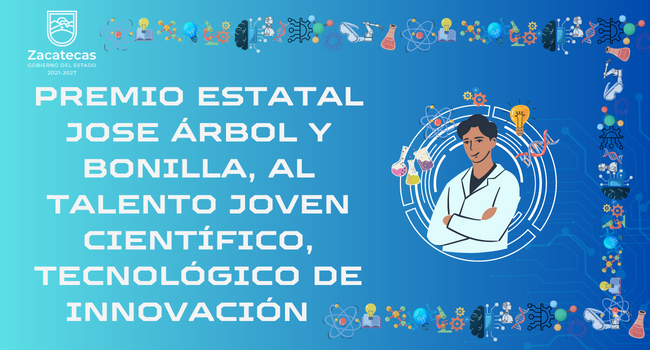 Zacatecas
GOBIERNO DEL ESTADO
2021-2027
PREMIO ESTATAL
JOSE ÁRBOL Y
BONILLA, AL
TALENTO JOVEN
CIENTÍFICO,
TECNOLÓGICO DE
INNOVACIÓN